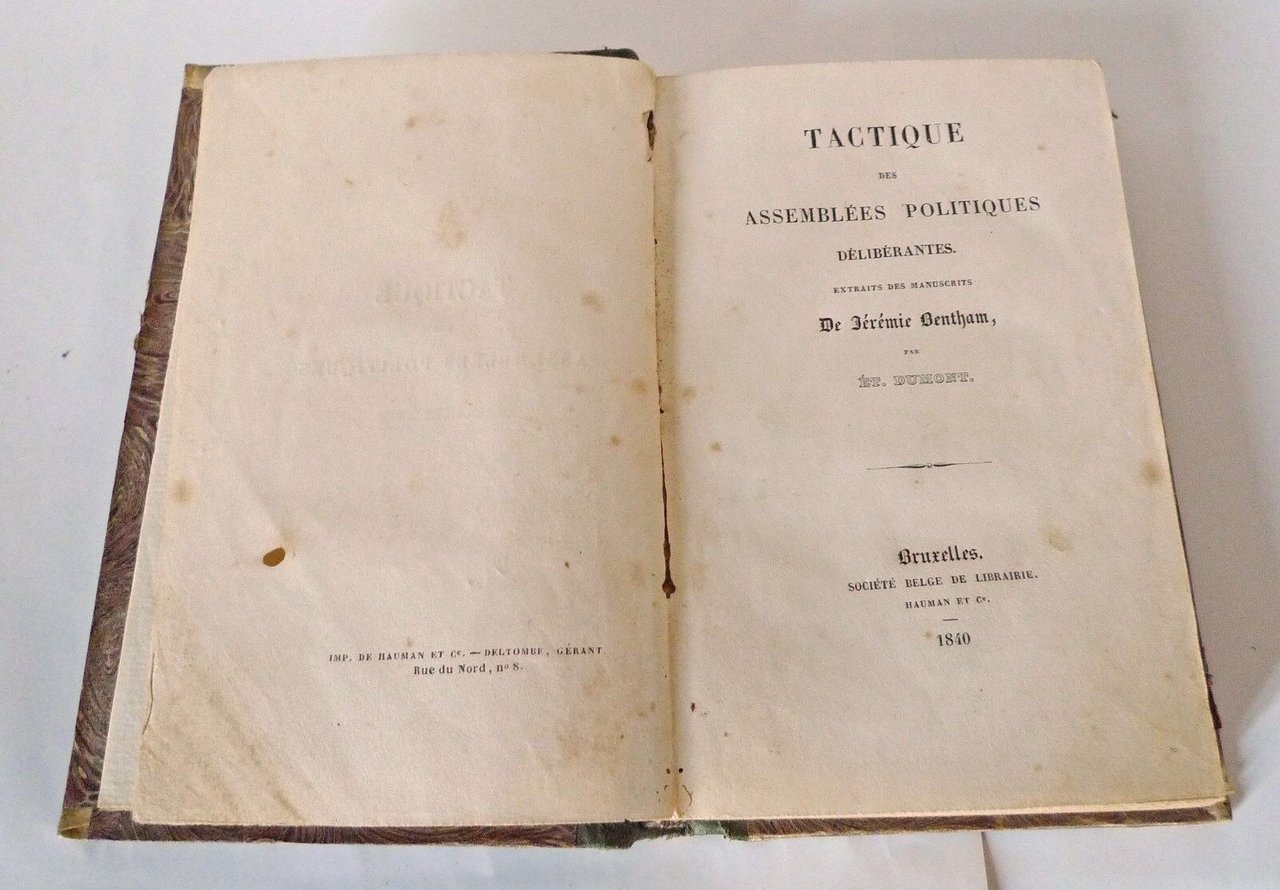 IMP. DE HAUMAN ET Cᵉ. — DELTOMBE, GÉRANT.
Rue du Nord, nº 8.
TACTIQUE
DES
ASSEMBLÉES POLITIQUES
DÉLIBÉRANTES.
EXTRAITS DES MANUSCRITS
De Jérémie Bentham,
PAR
ÉT. DUMONT.
Bruxelles.
SOCIÉTÉ BELGE DE LIBRAIRIE.
HAUMAN ET Cᵉ.
1840